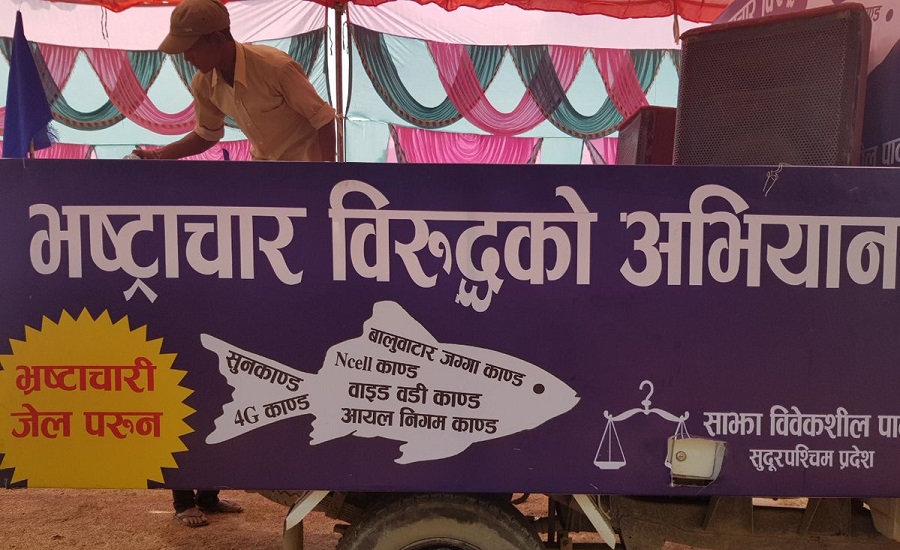 भष्ट्राचार विरुद्धको अभियान
भ्रष्टाचारी
जेल परून
सुनकाण्ड
4G काण्ड
बालुवाटार जग्गा काण्ड
Ncell काण्ड
वाइड वडी काण्ड
आयल निगम काण्ड
साझा विवेकशील पा
सुदूरपश्चिम प्रदेश